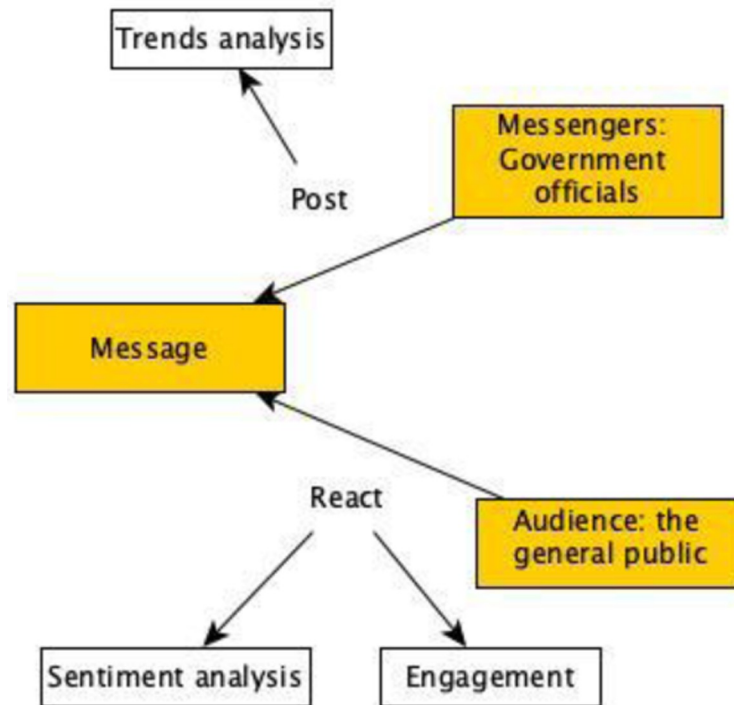 Trends analysis
Messengers:
Government
officials
Post
Message
React
Audience: the
general public
Sentiment analysis
Engagement